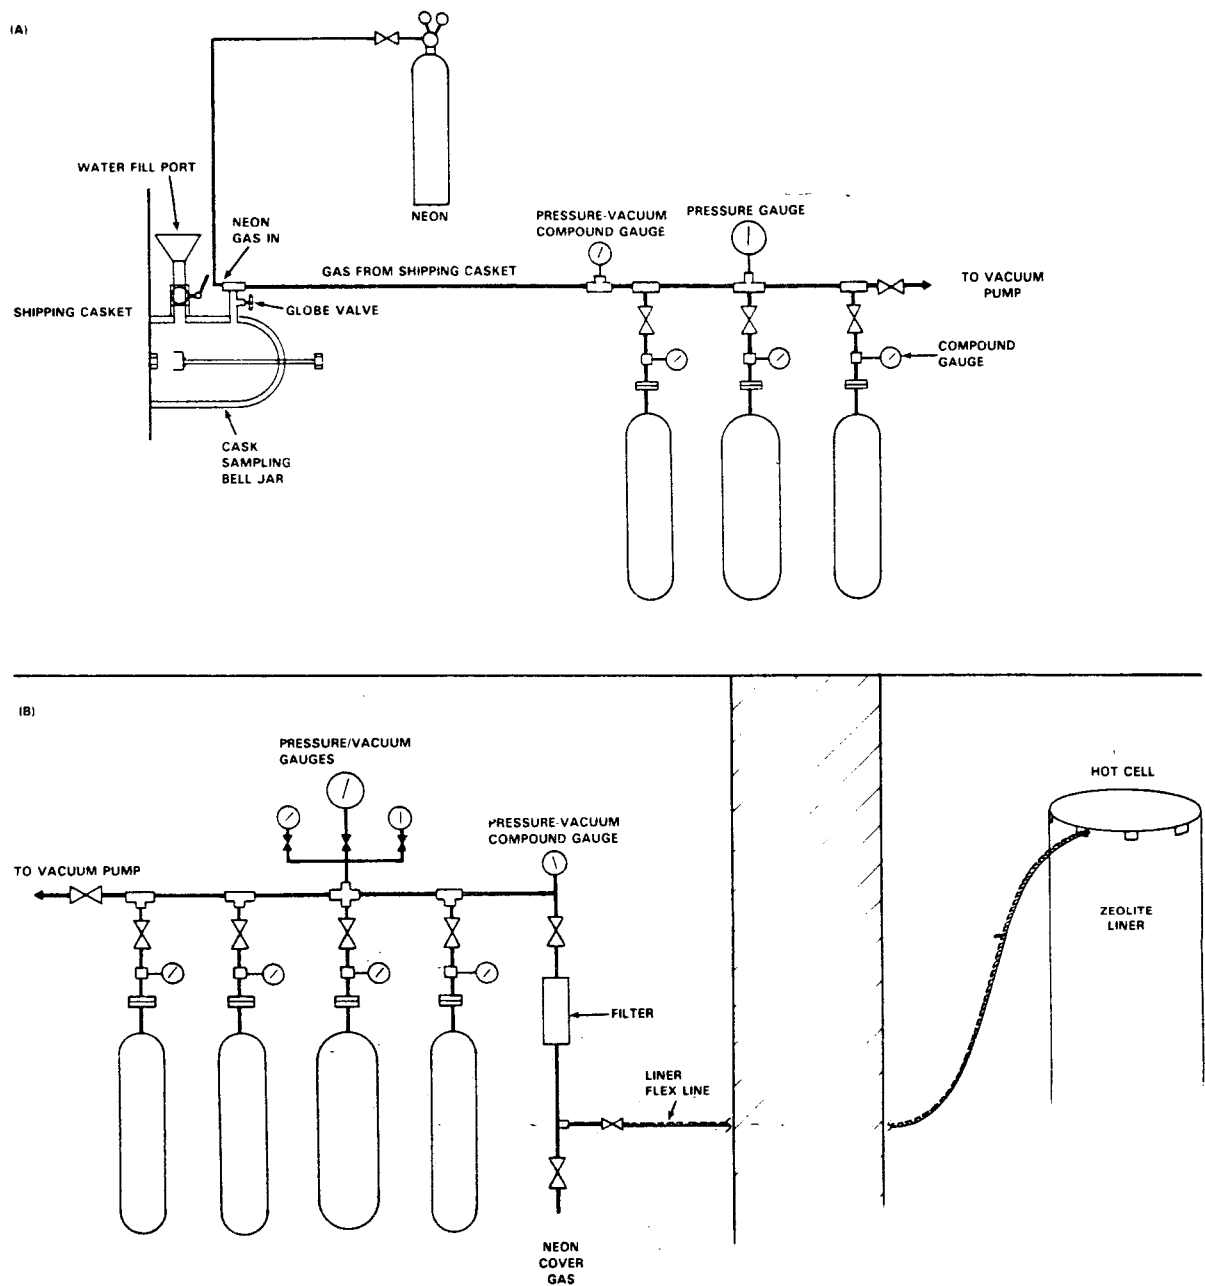 (A)
WATER FILL PORT
NEON
NEON
GAS IN
PRESSURE-VACUUM
COMPOUND GAUGE
PRESSURE GAUGE
GAS FROM SHIPPING CASKET
TO VACUUM
PUMP
SHIPPING CASKET
GLOBE VALVE
COMPOUND
GAUGE
CASK
SAMPLING
BELL JAR
(B)
PRESSURE/VACUUM
GAUGES
HOT CELL
PRESSURE-VACUUM
COMPOUND GAUGE
TO VACUUM PUMP
ZEOLITE
LINER
FILTER
LINER
FLEX LINE
NEON
COVER
GAS